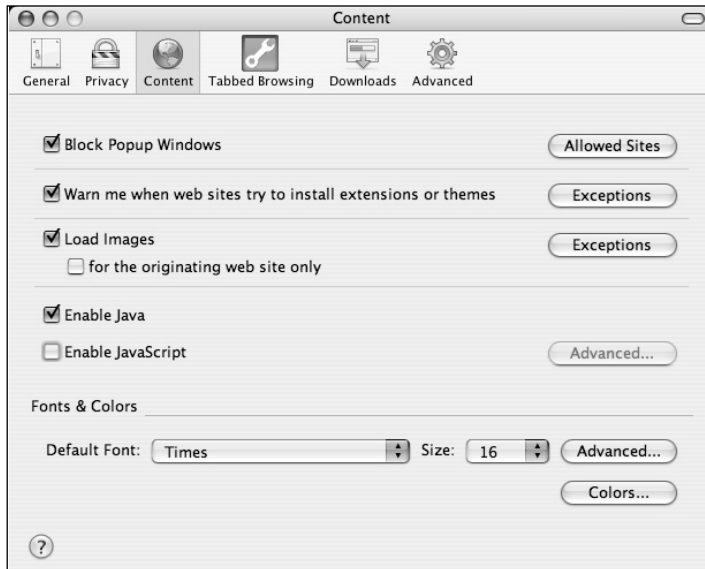 Content
General Privacy Content Tabbed Browsing Downloads Advanced
Block Popup Windows Allowed Sites
Warn me when web sites try to install extensions or themes Exceptions
Load Images Exceptions
for the originating web site only
Enable Java
Enable JavaScript Advanced...
Fonts & Colors
Default Font: Times Size: 16 Advanced...
Colors...
?